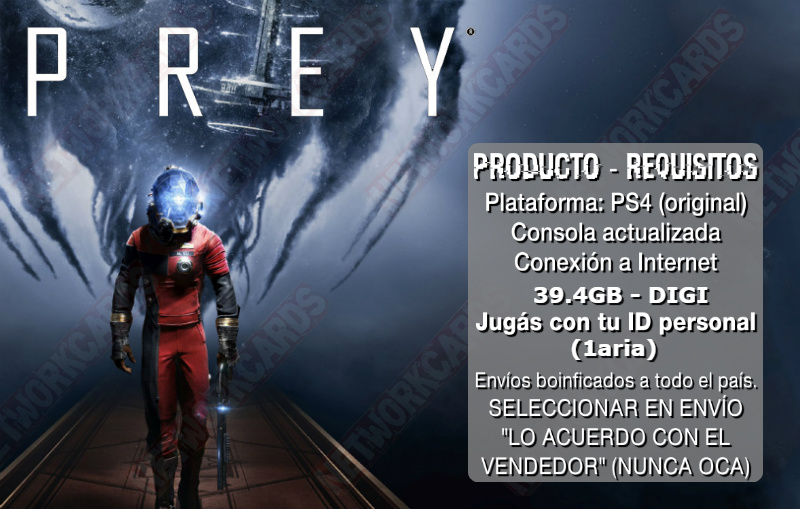 PREY®
PRODUCTO - REQUISITOS
Plataforma: PS4 (original)
Consola actualizada
Conexión a Internet
39.4GB - DIGI
Jugás con tu ID personal
(1aria)
Envíos boinficados a todo el país.
SELECCIONAR EN ENVÍO
"LO ACUERDO CON EL
VENDEDOR" (NUNCA OCA)
NETWORKCARDS